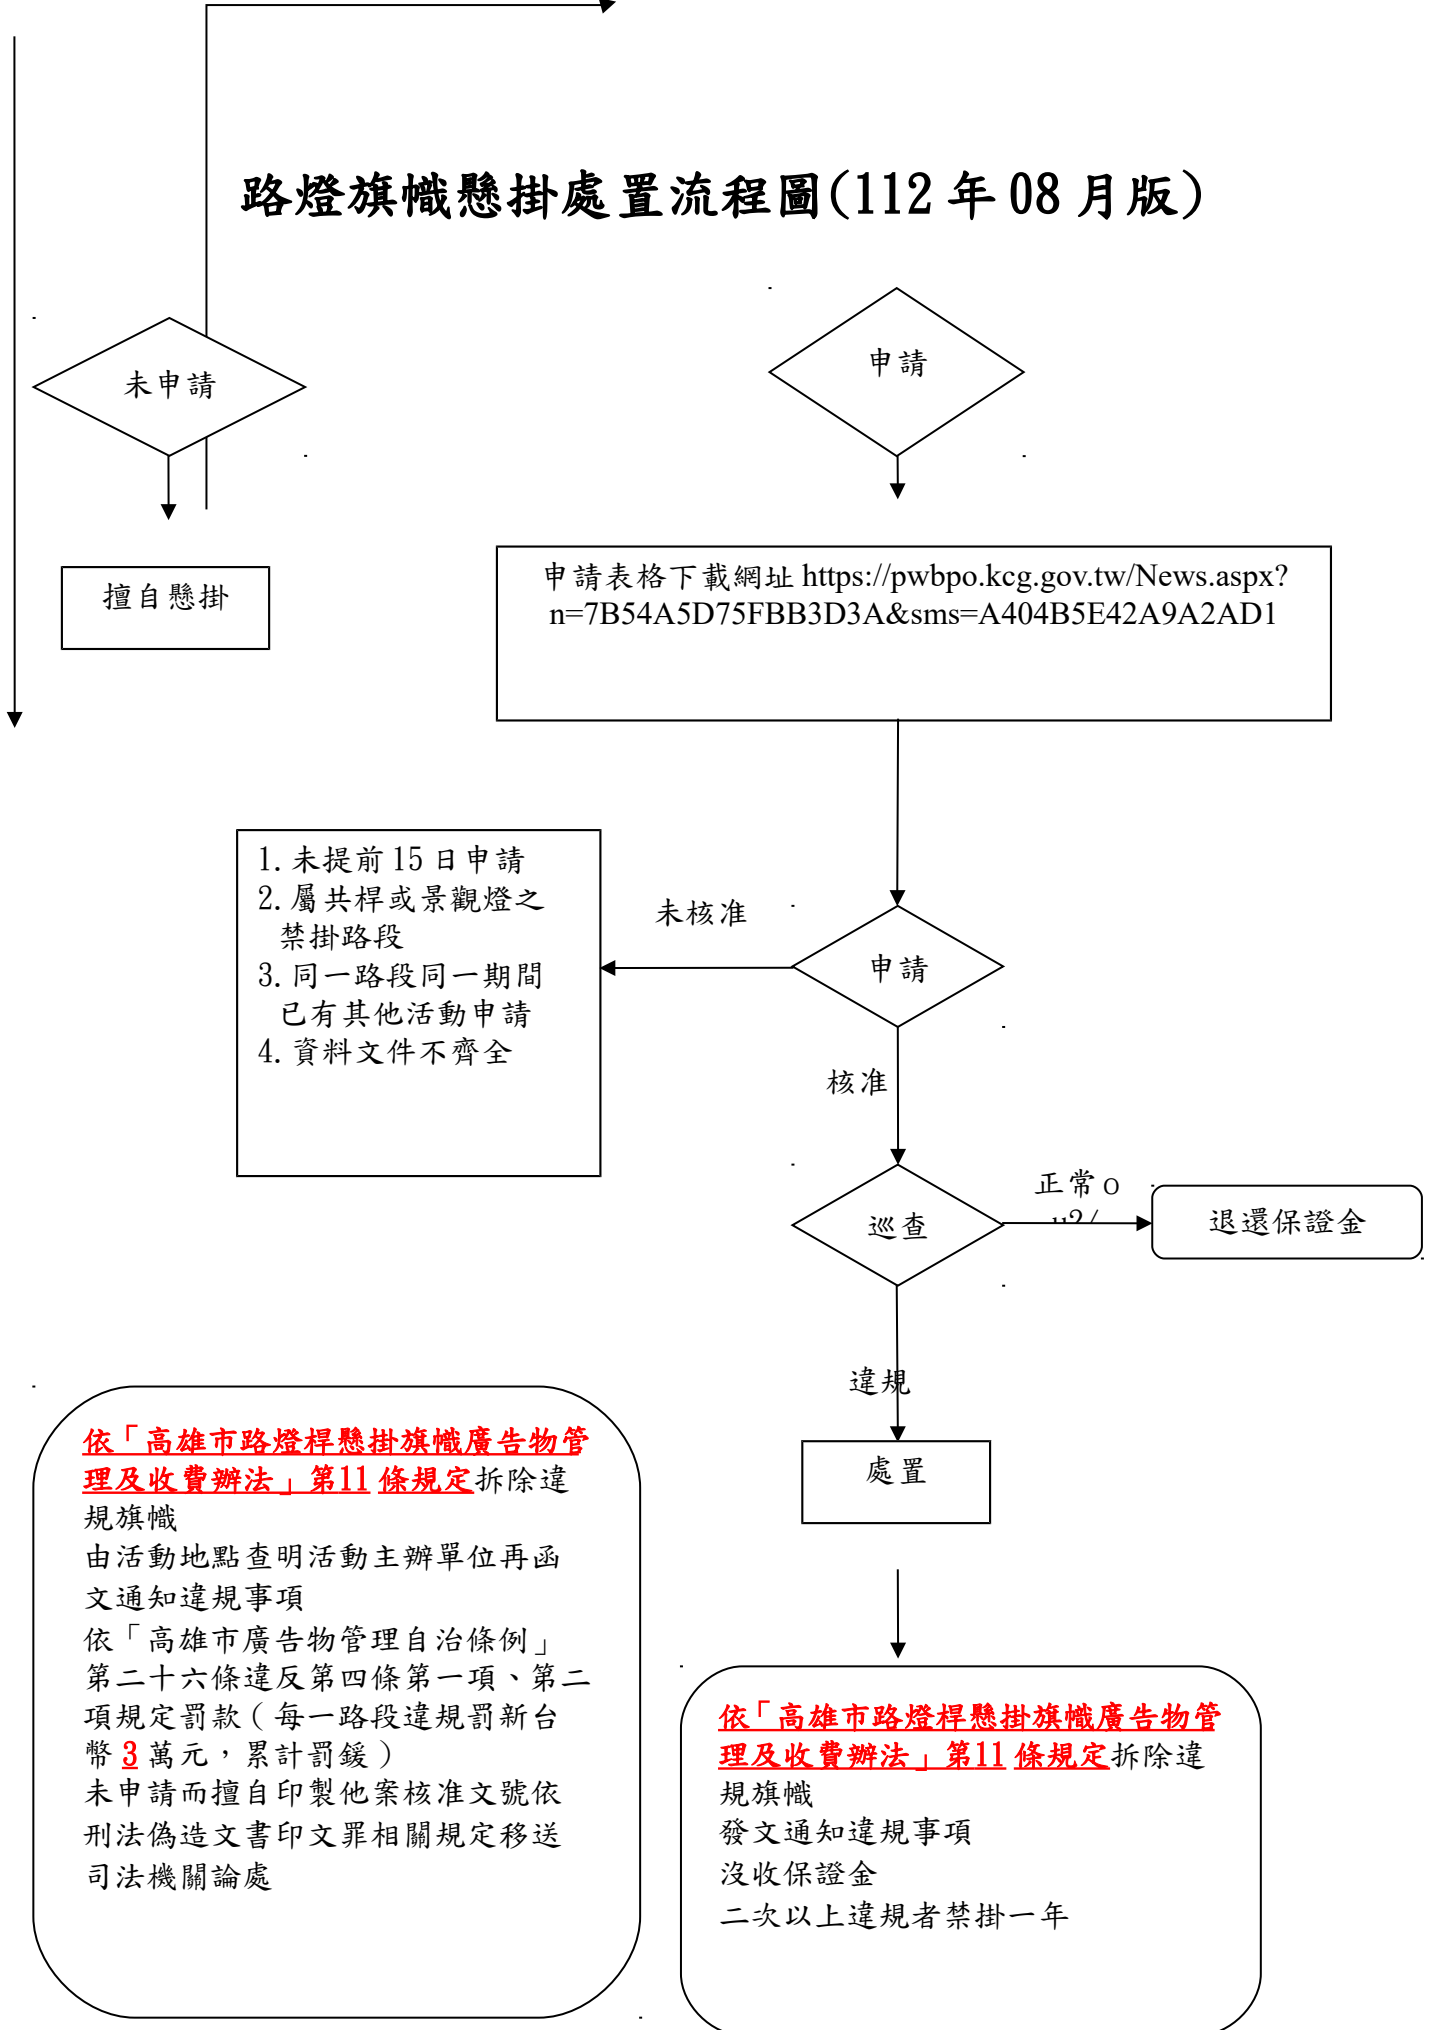 路燈旗幟懸掛處置流程圖(112年08月版)
未申請
申請
擅自懸掛
申請表格下載網址https://pwbpo.kcg.gov.tw/News.aspx?
n=7B54A5D75FBB3D3A&sms=A404B5E42A9A2AD1
1.未提前15日申請
2.屬共桿或景觀燈之
禁掛路段
3.同一路段同一期間
已有其他活動申請
4.資料文件不齊全
未核准
申請
核准
巡查
正常o
退還保證金
違規
處置
依「高雄市路燈桿懸掛旗幟廣告物管
理及收費辦法」第11 條規定拆除違
規旗幟
由活動地點查明活動主辦單位再函
文通知違規事項
依「高雄市廣告物管理自治條例」
第二十六條違反第四條第一項、第二
項規定罰款(每一路段違規罰新台
幣3萬元，累計罰鍰)
未申請而擅自印製他案核准文號依
刑法偽造文書印文罪相關規定移送
司法機關論處
依「高雄市路燈桿懸掛旗幟廣告物管
理及收費辦法」第11 條規定拆除違
規旗幟
發文通知違規事項
沒收保證金
二次以上違規者禁掛一年